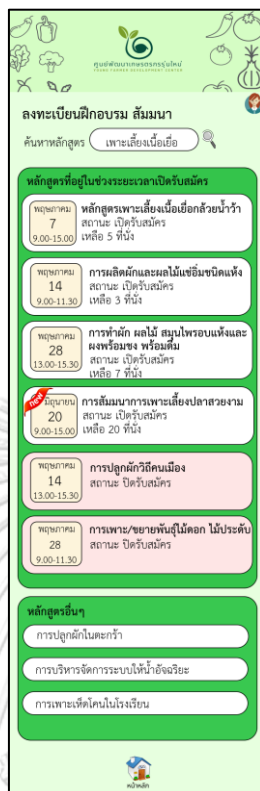 ศูนย์พัฒนาเกษตรกรรุ่นใหม่
YOUNG FARMER DEVELOPMENT CENTER
ลงทะเบียนฝึกอบรม สัมมนา
ค้นหาหลักสูตร เพาะเลี้ยงเนื้อเยื่อ
หลักสูตรที่อยู่ในช่วงระยะเวลาเปิดรับสมัคร
พฤษภาคม
7
9.00-15.00
หลักสูตรเพาะเลี้ยงเนื้อเยื่อกล้วยน้ำว้า
สถานะ เปิดรับสมัคร
เหลือ 5 ที่นั่ง
พฤษภาคม
14
9.00-11.30
การผลิตผักและผลไม้แช่อิ่มชนิดแห้ง
สถานะ เปิดรับสมัคร
เหลือ 3 ที่นั่ง
พฤษภาคม
28
13.00-15.30
การทำผัก ผลไม้ สมุนไพรอบแห้งและ
ผงพร้อมชง พร้อมดื่ม
สถานะ เปิดรับสมัคร
เหลือ 7 ที่นั่ง
new
มิถุนายน
20
9.00-15.00
การสัมมนาการเพาะเลี้ยงปลาสวยงาม
สถานะ เปิดรับสมัคร
เหลือ 20 ที่นั่ง
พฤษภาคม
14
13.00-15.30
การปลูกผักวิถีคนเมือง
สถานะ ปิดรับสมัคร
พฤษภาคม
28
9.00-11.30
การเพาะ/ขยายพันธุ์ไม้ดอก ไม้ประดับ
สถานะ ปิดรับสมัคร
หลักสูตรอื่นๆ
การปลูกผักในตะกร้า
การบริหารจัดการระบบให้น้ำอัจฉริยะ
การเพาะเห็ดโคนในโรงเรียน
หน้าหลัก